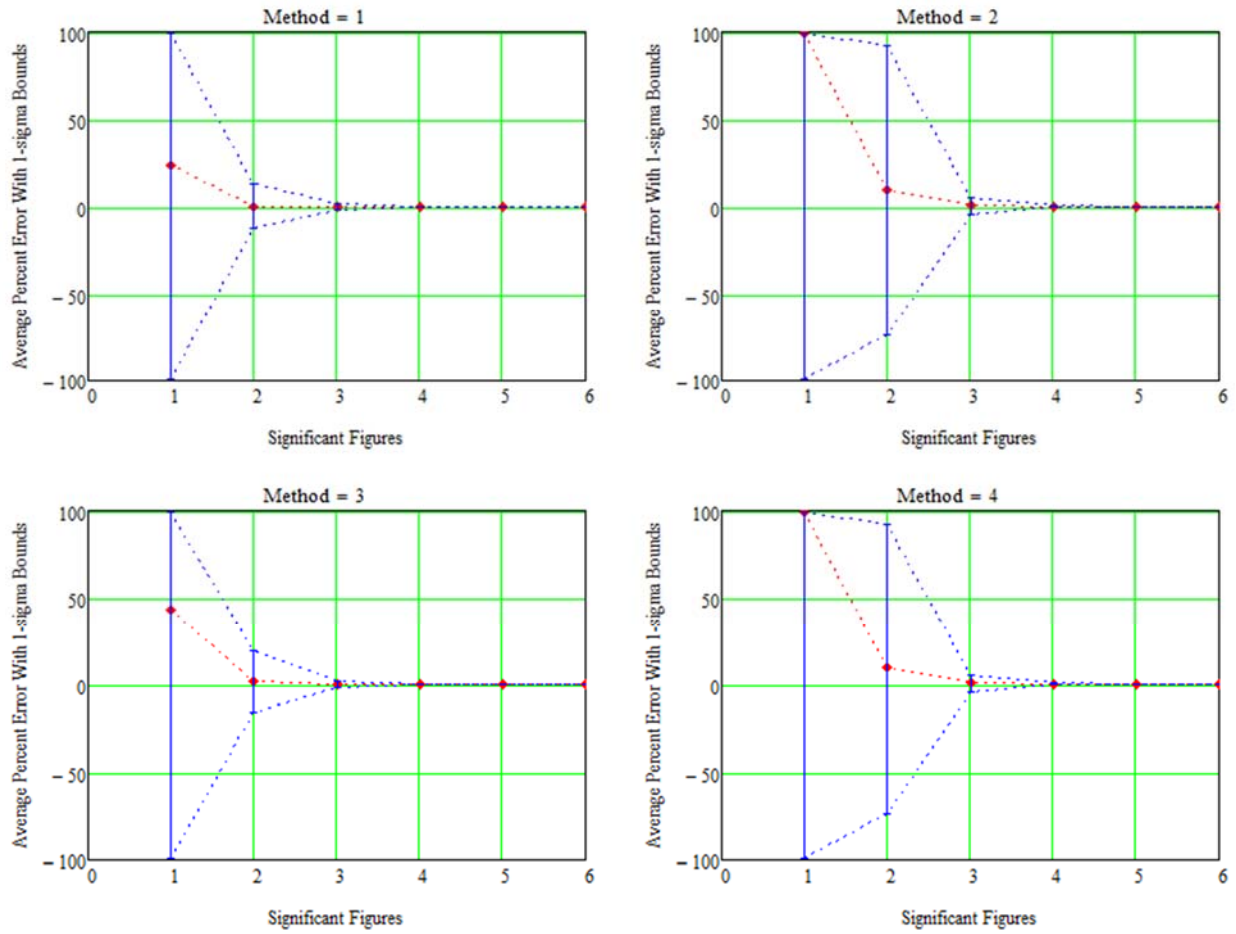 Method = 1
Average Percent Error With 1-sigma Bounds
100
50
0
− 50
− 100
0 1 2 3 4 5 6
Significant Figures
Method = 2
Average Percent Error With 1-sigma Bounds
100
50
0
− 50
− 100
0 1 2 3 4 5 6
Significant Figures
Method = 3
Average Percent Error With 1-sigma Bounds
100
50
0
− 50
− 100
0 1 2 3 4 5 6
Significant Figures
Method = 4
Average Percent Error With 1-sigma Bounds
100
50
0
− 50
− 100
0 1 2 3 4 5 6
Significant Figures